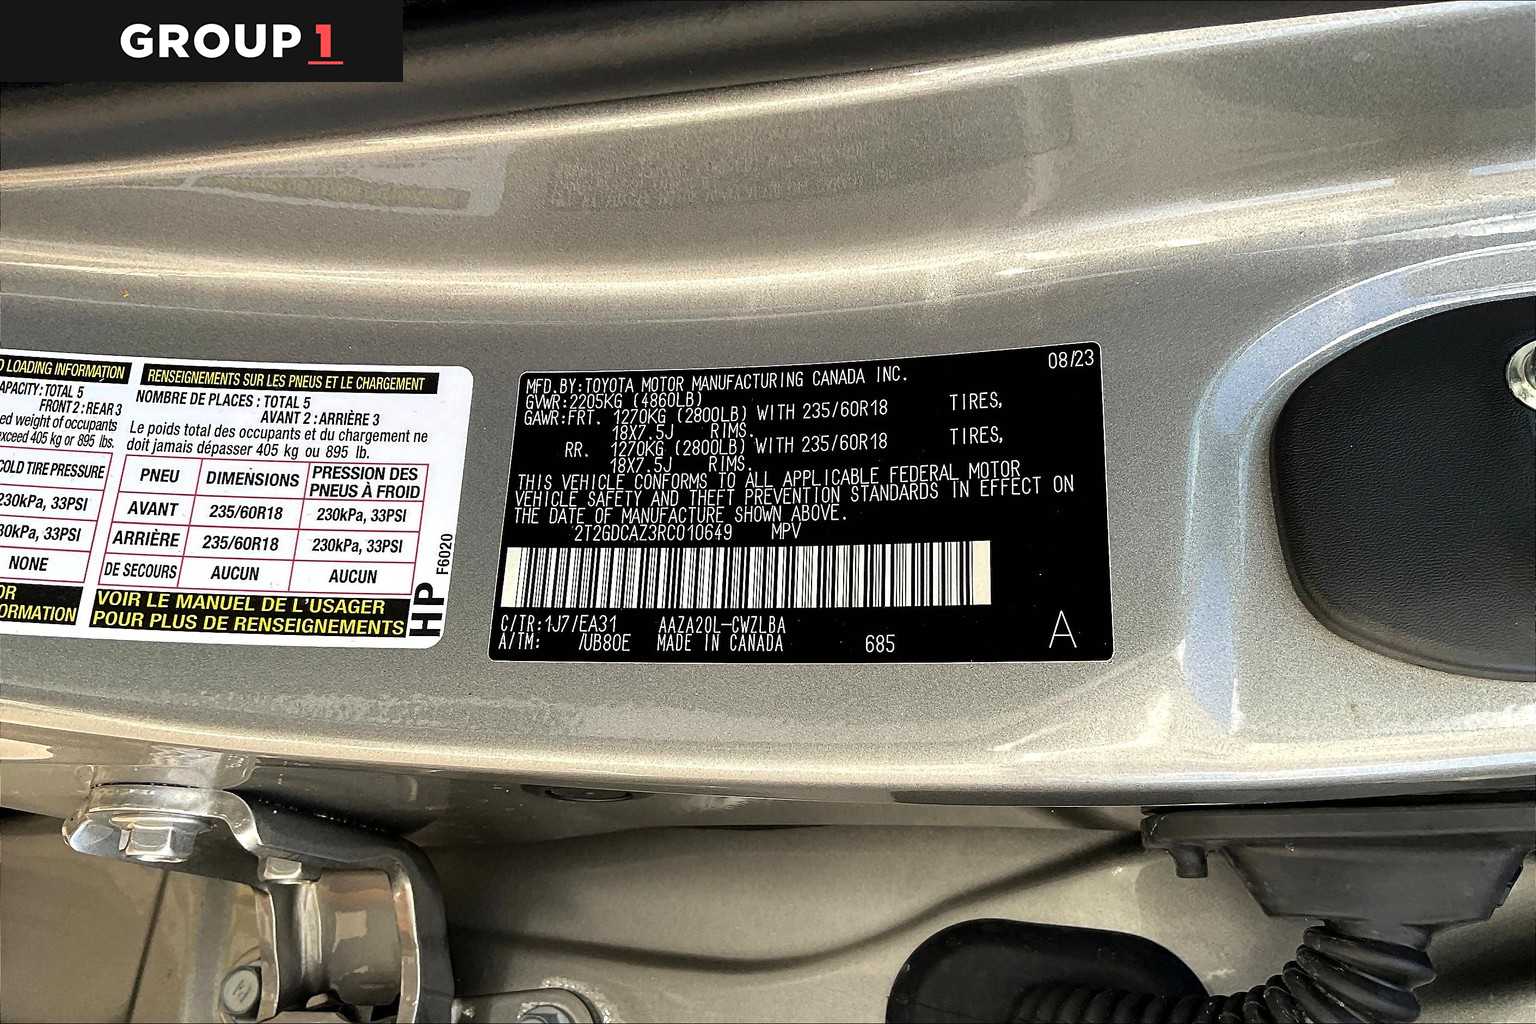 GROUP 1
LOADING INFORMATION
TOTAL 5
FRONT 2 : REAR 3
weight of occupants
405 kg or 895 lbs.
COLD TIRE PRESSURE
230kPa, 33PSI
33PSI
NONE
RENSEIGNEMENTS SUR LES PNEUS ET LE CHARGEMENT
NOMBRE DE PLACES : TOTAL 5
AVANT 2 : ARRIÈRE 3
Le poids total des occupants et du chargement ne
doit jamais dépasser 405 kg ou 895 lb.
PNEU DIMENSIONS PRESSION DES PNEUS À FROID
AVANT 235/60R18 230kPa, 33PSI
ARRIÈRE 235/60R18 230kPa, 33PSI
DE SECOURS AUCUN AUCUN
VOIR LE MANUEL DE L'USAGER
POUR PLUS DE RENSEIGNEMENTS
HP F6020
08/23
MFD.BY:TOYOTA MOTOR MANUFACTURING CANADA INC.
GVWR:2205KG (4860LB)
GAWR:FRT. 1270KG (2800LB) WITH 235/60R18 TIRES,
18X7.5J RIMS.
RR. 1270KG (2800LB) WITH 235/60R18 TIRES,
18X7.5J RIMS.
THIS VEHICLE CONFORMS TO ALL APPLICABLE FEDERAL MOTOR
VEHICLE SAFETY AND THEFT PREVENTION STANDARDS IN EFFECT ON
THE DATE OF MANUFACTURE SHOWN ABOVE.
2T2GDCAZ3RC010649 MPV
C/TR:1J7/EA31 AAZA20L-CWZLBA
A/TM: /UB80E MADE IN CANADA 685
A